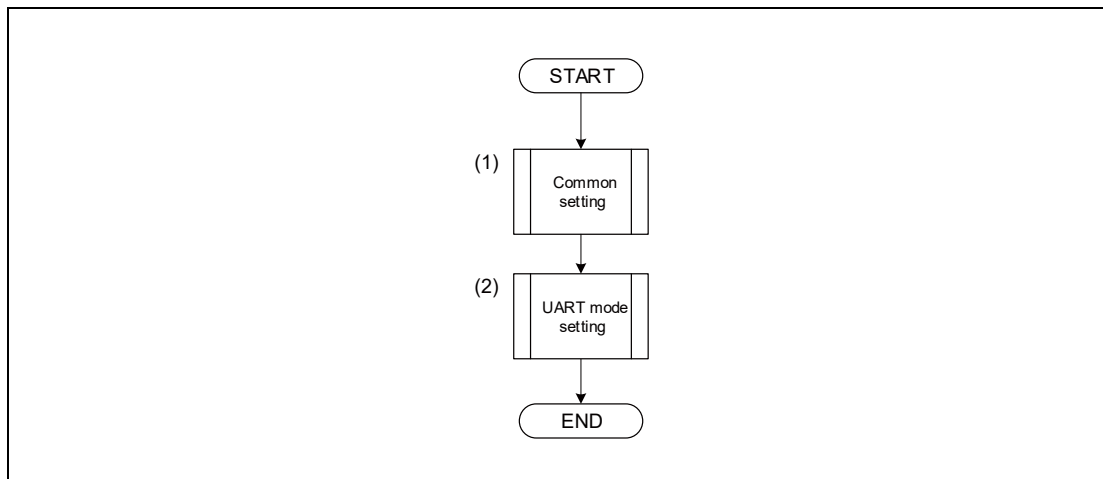 START
(1)
Common
setting
(2)
UART mode
setting
END